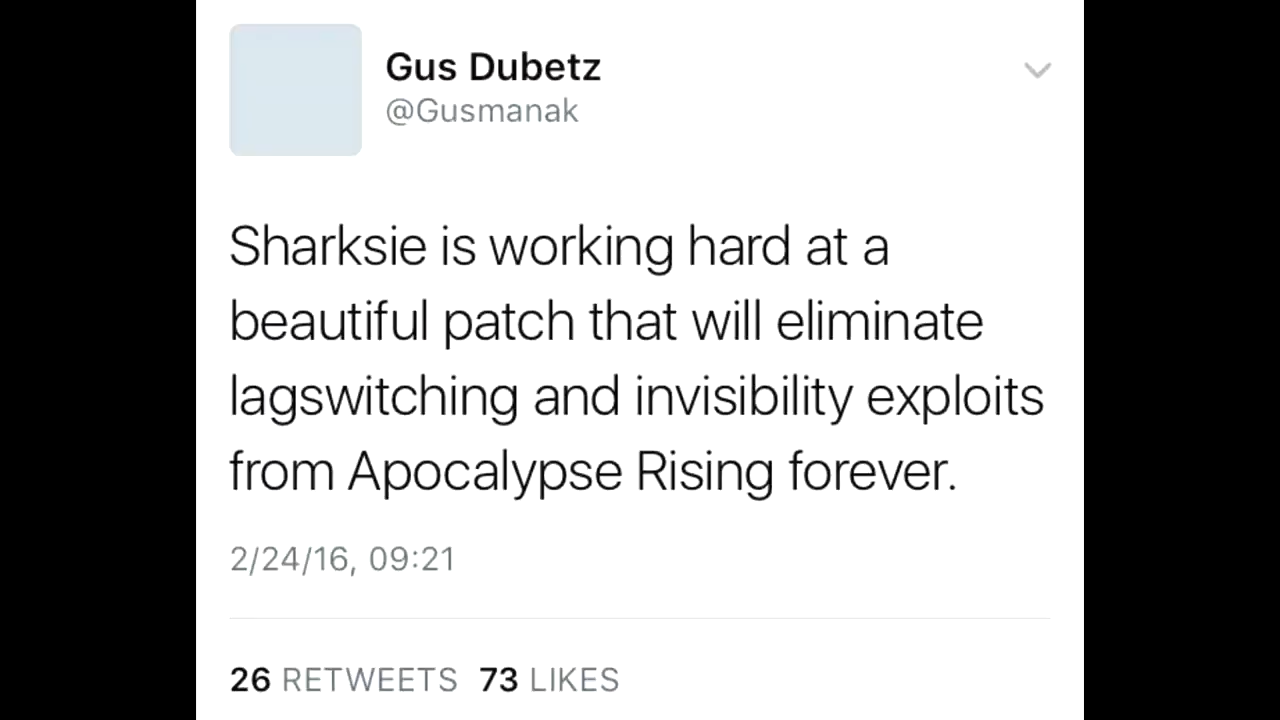 Gus Dubetz
@Gusmanak
Sharksie is working hard at a
beautiful patch that will eliminate
lagswitching and invisibility exploits
from Apocalypse Rising forever.
2/24/16, 09:21
26 RETWEETS 73 LIKES